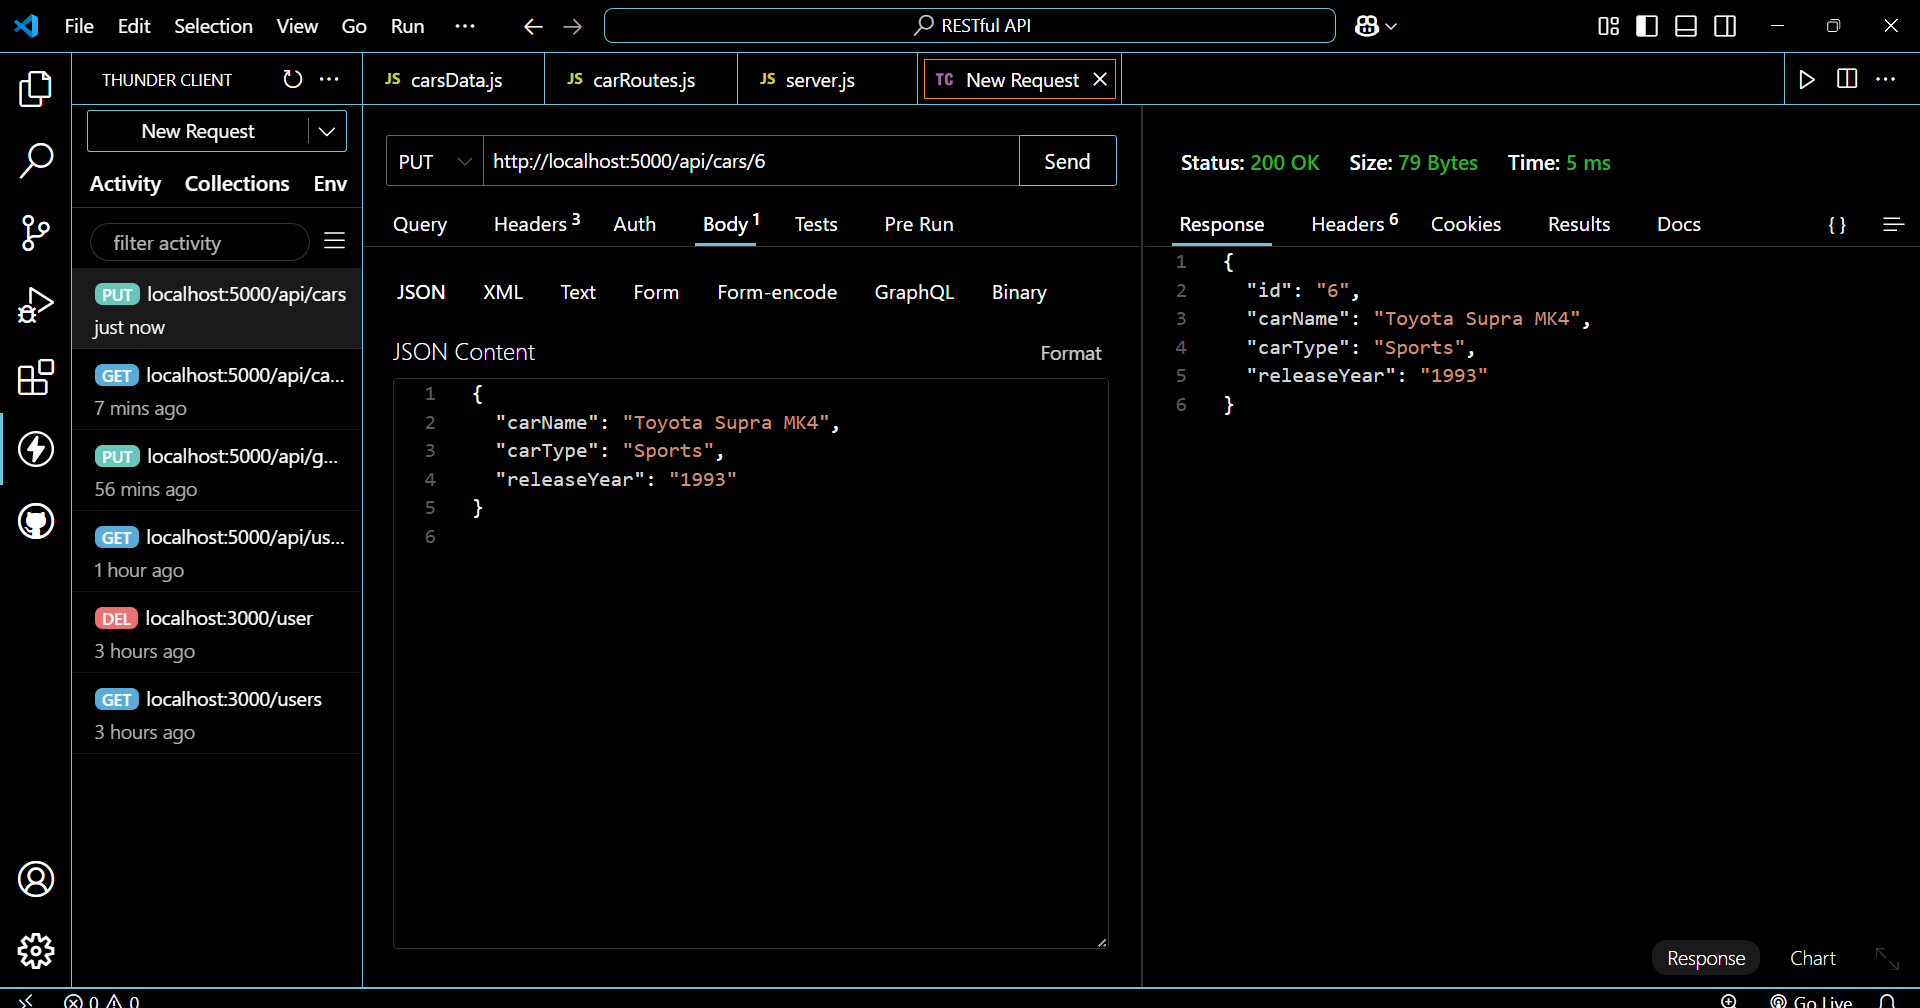 File Edit Selection View Go Run ··· RESTful API
THUNDER CLIENT ···
JS carsData.js JS carRoutes.js JS server.js TC New Request
New Request
Activity Collections Env
filter activity
PUT localhost:5000/api/cars
just now
GET localhost:5000/api/ca...
7 mins ago
PUT localhost:5000/api/g...
56 mins ago
GET localhost:5000/api/us...
1 hour ago
DEL localhost:3000/user
3 hours ago
GET localhost:3000/users
3 hours ago
PUT http://localhost:5000/api/cars/6 Send
Query Headers 3 Auth Body 1 Tests Pre Run
JSON XML Text Form Form-encode GraphQL Binary
JSON Content Format
1 {
2 "carName": "Toyota Supra MK4",
3 "carType": "Sports",
4 "releaseYear": "1993"
5 }
6
Status: 200 OK Size: 79 Bytes Time: 5 ms
Response Headers 6 Cookies Results Docs { }
1 {
2 "id": "6",
3 "carName": "Toyota Supra MK4",
4 "carType": "Sports",
5 "releaseYear": "1993"
6 }
Response Chart
0 0 Go Live